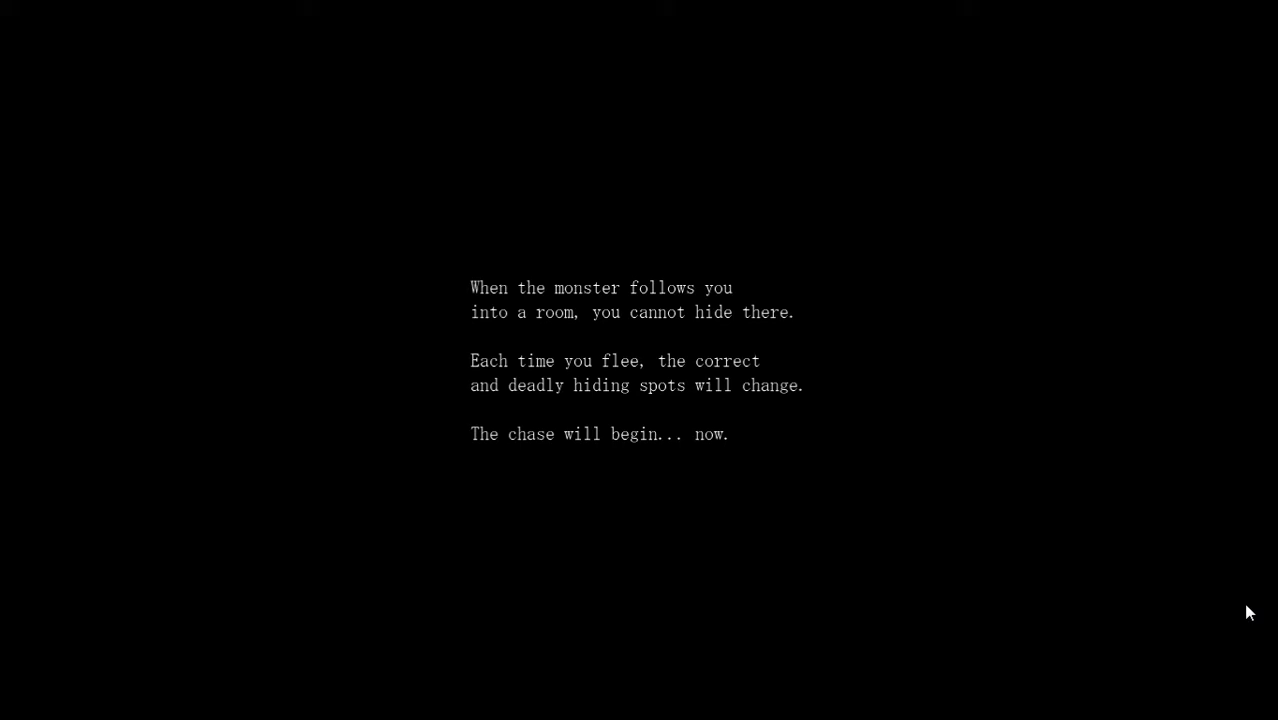 When the monster follows you
into a room, you cannot hide there.
Each time you flee, the correct
and deadly hiding spots will change.
The chase will begin... now.